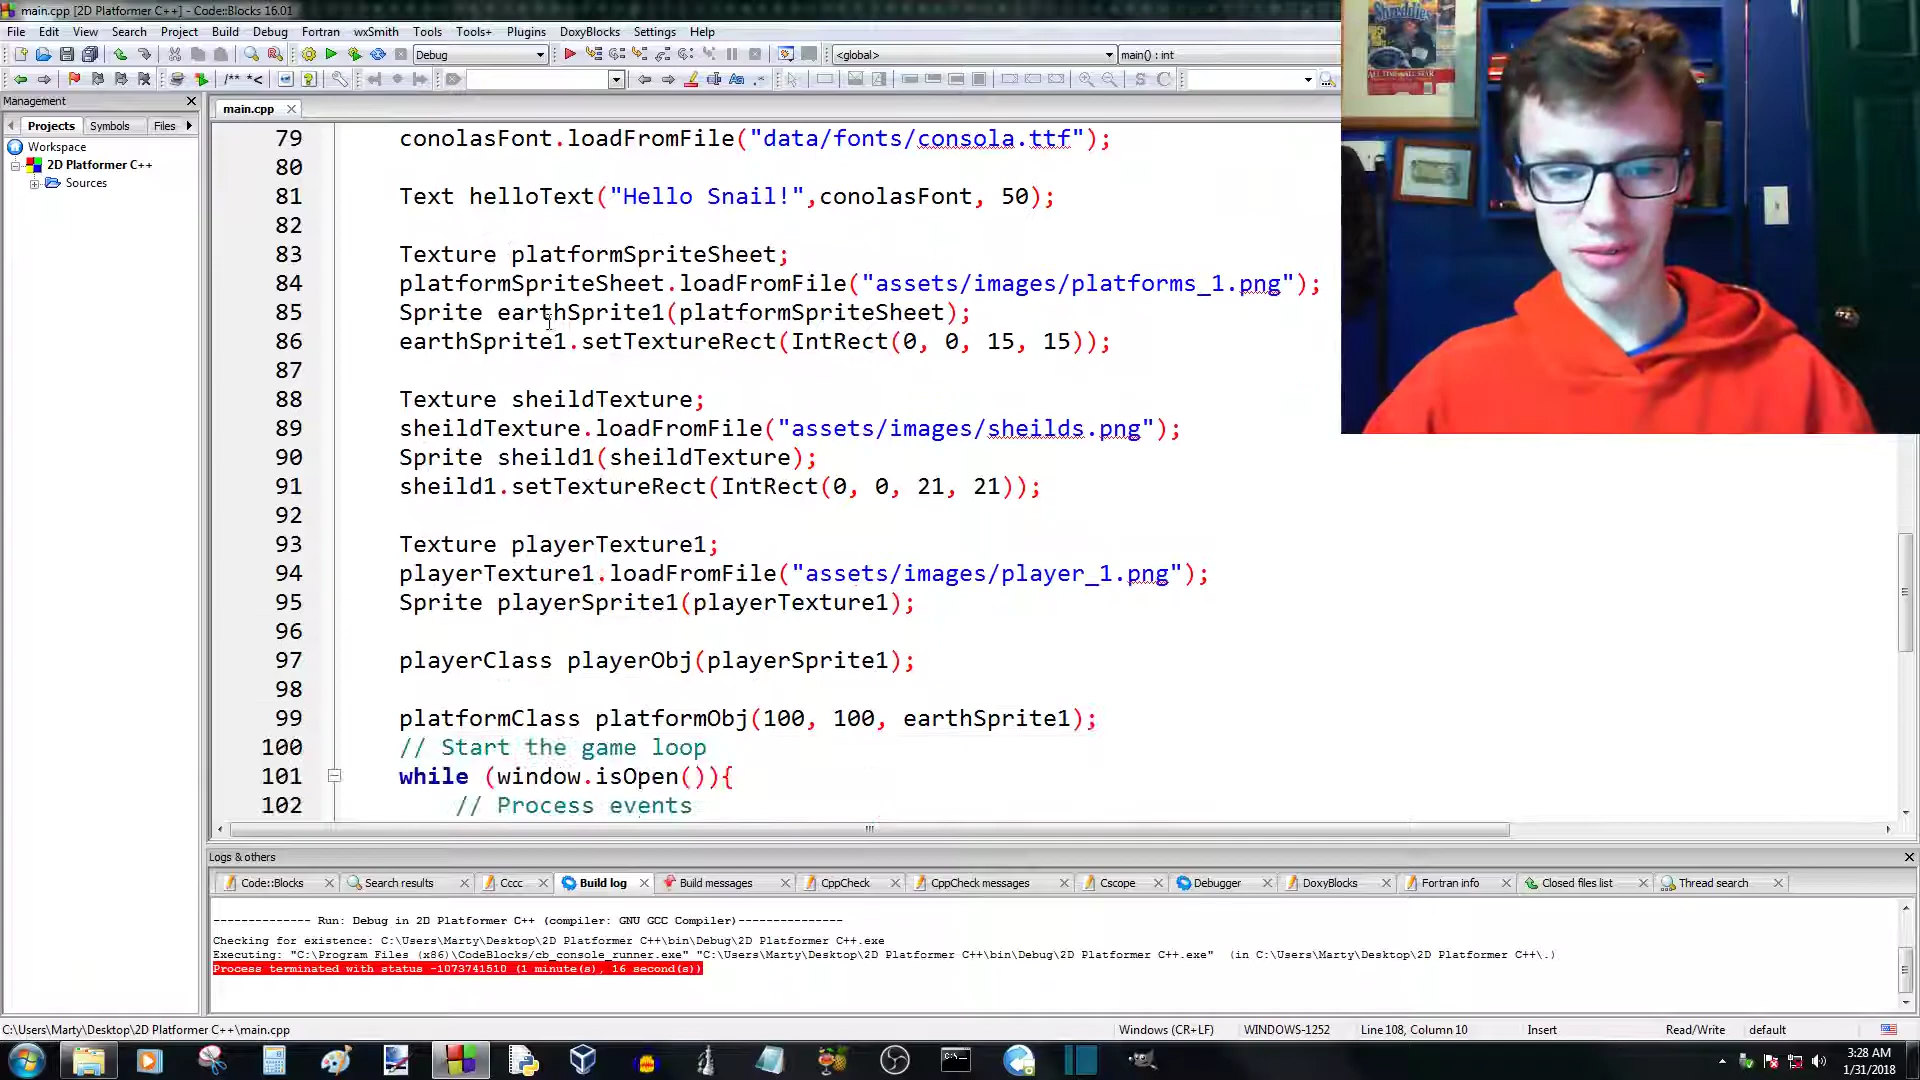 main.cpp [2D Platformer C++] - Code::Blocks 16.01
File Edit View Search Project Build Debug Fortran wxSmith Tools Tools+ Plugins DoxyBlocks Settings Help
Debug <global> main() : int
/** *<
Management
main.cpp
Projects Symbols Files
Workspace
2D Platformer C++
Sources
79 conolasFont.loadFromFile("data/fonts/consola.ttf");
80
81 Text helloText("Hello Snail!",conolasFont, 50);
82
83 Texture platformSpriteSheet;
84 platformSpriteSheet.loadFromFile("assets/images/platforms_1.png");
85 Sprite earthSprite1(platformSpriteSheet);
86 earthSprite1.setTextureRect(IntRect(0, 0, 15, 15));
87
88 Texture sheildTexture;
89 sheildTexture.loadFromFile("assets/images/sheilds.png");
90 Sprite sheild1(sheildTexture);
91 sheild1.setTextureRect(IntRect(0, 0, 21, 21));
92
93 Texture playerTexture1;
94 playerTexture1.loadFromFile("assets/images/player_1.png");
95 Sprite playerSprite1(playerTexture1);
96
97 playerClass playerObj(playerSprite1);
98
99 platformClass platformObj(100, 100, earthSprite1);
100 // Start the game loop
101 while (window.isOpen()){
102 // Process events
Logs & others
Code::Blocks Search results Cccc Build log Build messages CppCheck CppCheck messages Cscope Debugger DoxyBlocks Fortran info Closed files list Thread search
-------------- Run: Debug in 2D Platformer C++ (compiler: GNU GCC Compiler)---------------
Checking for existence: C:\Users\Marty\Desktop\2D Platformer C++\bin\Debug\2D Platformer C++.exe
Executing: "C:\Program Files (x86)\CodeBlocks/cb_console_runner.exe" "C:\Users\Marty\Desktop\2D Platformer C++\bin\Debug\2D Platformer C++.exe" (in C:\Users\Marty\Desktop\2D Platformer C++\.)
Process terminated with status -1073741510 (1 minute(s), 16 second(s))
C:\Users\Marty\Desktop\2D Platformer C++\main.cpp Windows (CR+LF) WINDOWS-1252 Line 108, Column 10 Insert Read/Write default
3:28 AM
1/31/2018
Shreddies
ALL TIME ALL STAR